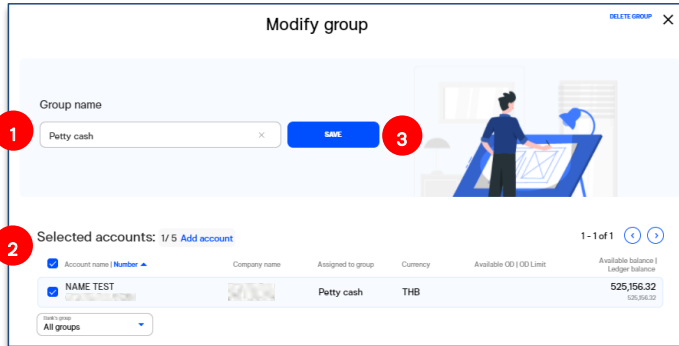 Modify group
DELETE GROUP
Group name
1
Petty cash
SAVE
3
2
Selected accounts: 1/ 5 Add account
1 - 1 of 1
Account name | Number
Company name
Assigned to group
Currency
Available OD | OD Limit
Available balance |
Ledger balance
NAME TEST
Petty cash
THB
525,156.32
525,156.32
Bank's group
All groups